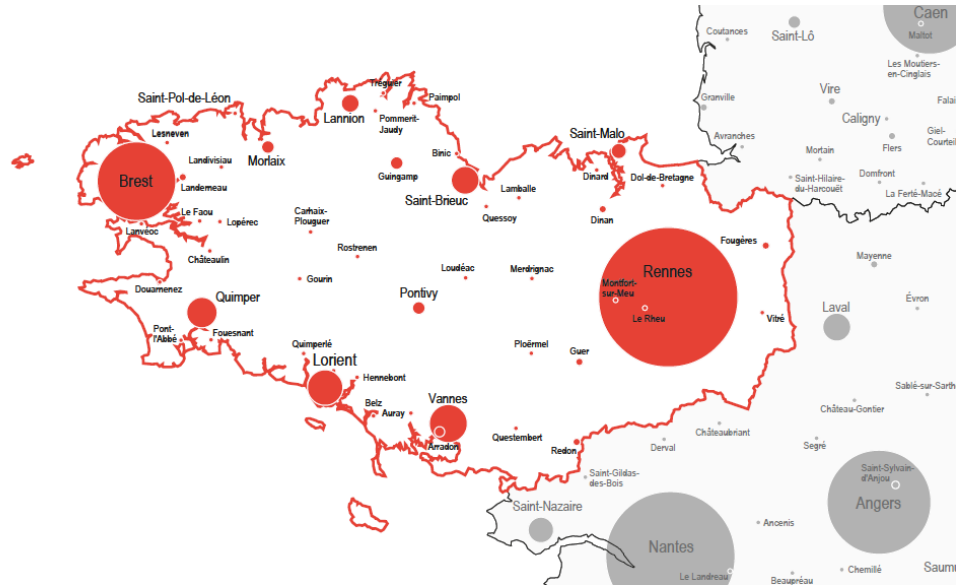 Caen
Coutances
Saint-Lô
Maltot
Les Moutiers-
en-Cinglais
Tréguier
Saint-Pol-de-Léon
Paimpol
Granville
Vire
Falai
Lannion
Pommerit-
Jaudy
Caligny
Lesneven
Saint-Malo
Avranches
Flers
Giel-
Courteil
Morlaix
Binic
Mortain
Landivisiau
Guingamp
Domfront
Brest
Dinard
Dol-de-Bretagne
Saint-Hilaire-
du-Harcouët
Landerneau
Lamballe
La Ferté-Macé
Saint-Brieuc
Le Faou
Lopérec
Carhaix-
Plouguer
Quessoy
Dinan
Lanvéoc
Fougères
Rostrenen
Châteaulin
Mayenne
Loudéac
Merdrignac
Rennes
Gourin
Douarnenez
Montfort-
sur-Meu
Quimper
Pontivy
Évron
Laval
Le Rheu
Vitré
Pont-
l'Abbé
Fouesnant
Quimperlé
Ploërmel
Guer
Lorient
Hennebont
Sablé-sur-Sarth
Belz
Auray
Vannes
Château-Gontier
Châteaubriant
Arradon
Questembert
Redon
Derval
Segré
Saint-Gildas-
des-Bois
Saint-Sylvain-
d'Anjou
Saint-Nazaire
Angers
Ancenis
Nantes
Le Landreau
Beaupréau
Chemillé
Saumu